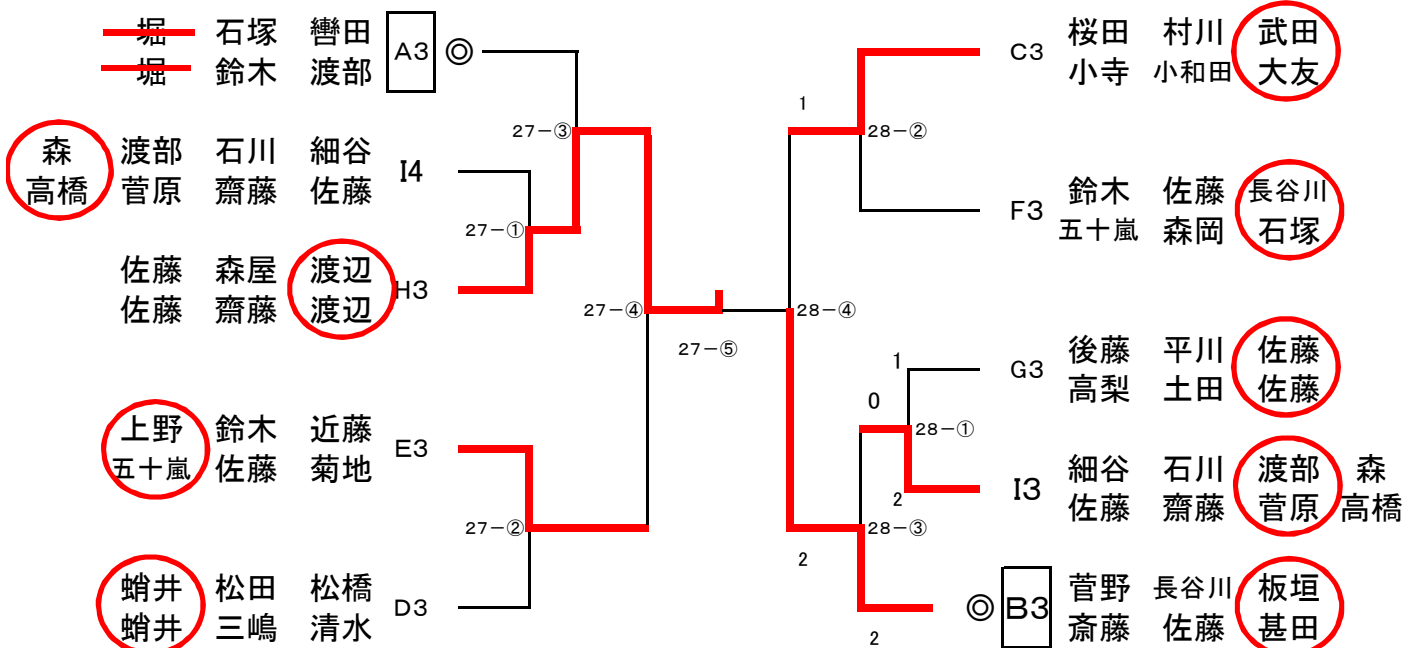 堀 石塚 轡田 A3 ◎
堀 鈴木 渡部
森 渡部 石川 細谷 I4
高橋 菅原 齋藤 佐藤
佐藤 森屋 渡辺 H3
佐藤 齋藤 渡辺
上野 鈴木 近藤 E3
五十嵐 佐藤 菊地
蛸井 松田 松橋 D3
蛸井 三嶋 清水
27-③
27-①
27-④
27-②
27-⑤
1
28-②
28-④
1
0
28-①
2
28-③
2
2
C3 桜田 村川 武田
小寺 小和田 大友
F3 鈴木 佐藤 長谷川
五十嵐 森岡 石塚
G3 後藤 平川 佐藤
高梨 土田 佐藤
I3 細谷 石川 渡部 森
佐藤 齋藤 菅原 高橋
◎ B3 菅野 長谷川 板垣
斎藤 佐藤 甚田